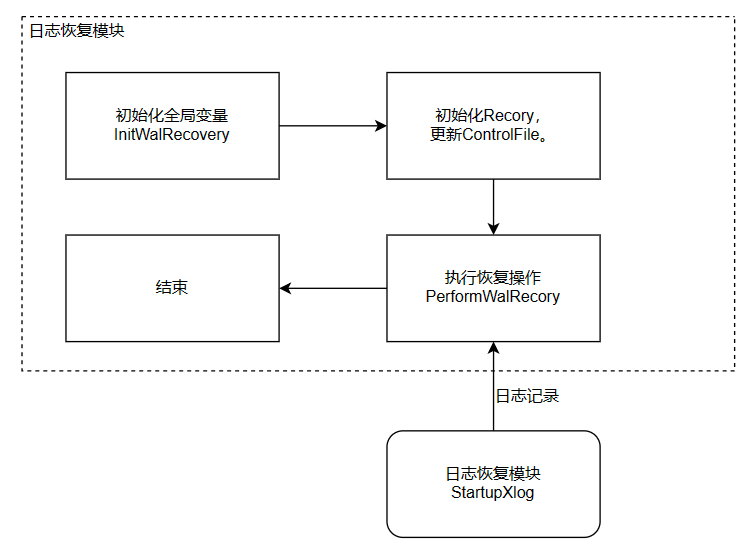 日志恢复模块
初始化全局变量
InitWalRecovery
初始化Recory，
更新ControlFile。
结束
执行恢复操作
PerformWalRecory
日志记录
日志恢复模块
StartupXlog